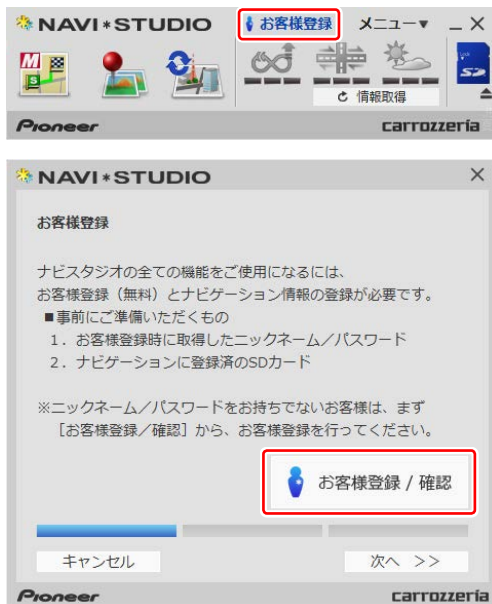 NAVI*STUDIO お客様登録 メニュー▼ _ ×
M
S
SD
情報取得
Pioneer carrozzeria
NAVI*STUDIO ×
お客様登録
ナビスタジオの全ての機能をご使用になるには、
お客様登録（無料）とナビゲーション情報の登録が必要です。
■事前にご準備いただくもの
1．お客様登録時に取得したニックネーム／パスワード
2．ナビゲーションに登録済のSDカード
※ニックネーム／パスワードをお持ちでないお客様は、まず
［お客様登録／確認］から、お客様登録を行ってください。
お客様登録 / 確認
キャンセル 次へ >>
Pioneer carrozzeria